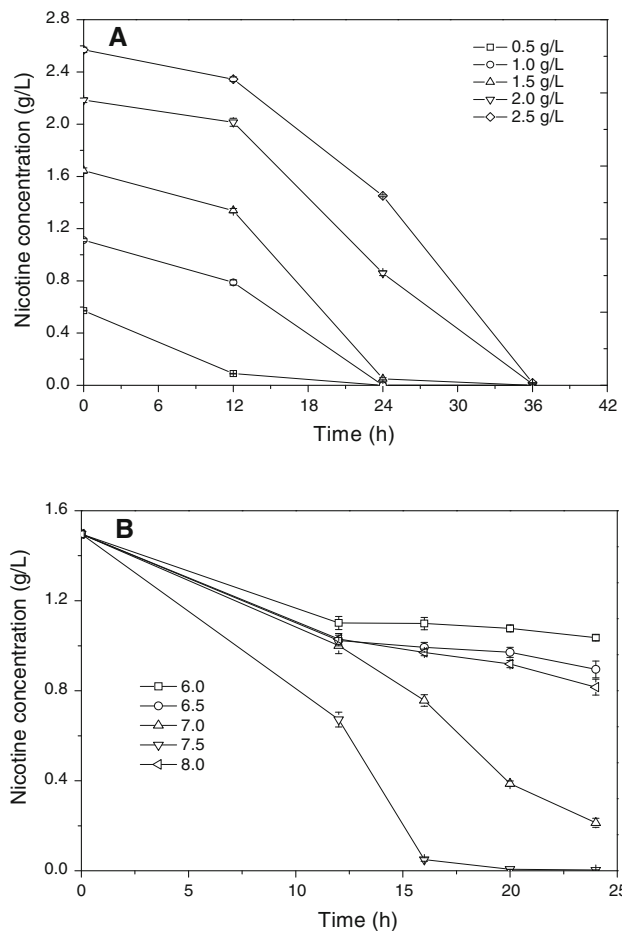 A
Nicotine concentration (g/L)
2.8
2.4
2.0
1.6
1.2
0.8
0.4
0.0
0.5 g/L
1.0 g/L
1.5 g/L
2.0 g/L
2.5 g/L
0 6 12 18 24 30 36 42
Time (h)
B
Nicotine concentration (g/L)
1.6
1.2
0.8
0.4
0.0
6.0
6.5
7.0
7.5
8.0
0 5 10 15 20 25
Time (h)